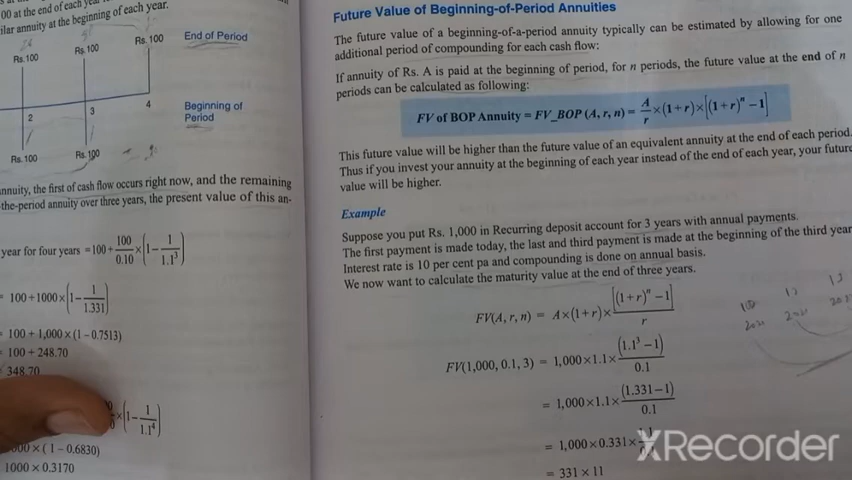 00 at the end of each year
ilar annuity at the beginning of each year.
Rs. 100
Rs. 100
Rs. 100
End of Period
2
3
4
Beginning of
Period
Rs. 100
Rs. 100
annuity, the first of cash flow occurs right now, and the remaining
-the-period annuity over three years, the present value of this an-
year for four years = 100 + 100/0.10 × (1 − 1/1.1³)
= 100 + 1000 × (1 − 1/1.331)
= 100 + 1,000 × (1 − 0.7513)
= 100 + 248.70
= 348.70
× (1 − 1/1.1⁴)
× ( 1 − 0.6830)
1000 × 0.3170
Future Value of Beginning-of-Period Annuities
The future value of a beginning-of-a-period annuity typically can be estimated by allowing for one
additional period of compounding for each cash flow:
If annuity of Rs. A is paid at the beginning of period, for n periods, the future value at the end of n
periods can be calculated as following:
FV of BOP Annuity = FV_BOP (A, r, n) = A/r × (1 + r) × [(1 + r)ⁿ − 1]
This future value will be higher than the future value of an equivalent annuity at the end of each period.
Thus if you invest your annuity at the beginning of each year instead of the end of each year, your future
value will be higher.
Example
Suppose you put Rs. 1,000 in Recurring deposit account for 3 years with annual payments.
The first payment is made today, the last and third payment is made at the beginning of the third year
Interest rate is 10 per cent pa and compounding is done on annual basis.
We now want to calculate the maturity value at the end of three years.
FV(A, r, n) = A × (1 + r) × [(1 + r)ⁿ − 1]/r
FV(1,000, 0.1, 3) = 1,000 × 1.1 × (1.1³ − 1)/0.1
= 1,000 × 1.1 × (1.331 − 1)/0.1
= 1,000 × 0.331 ×
= 331 × 11
XRecorder